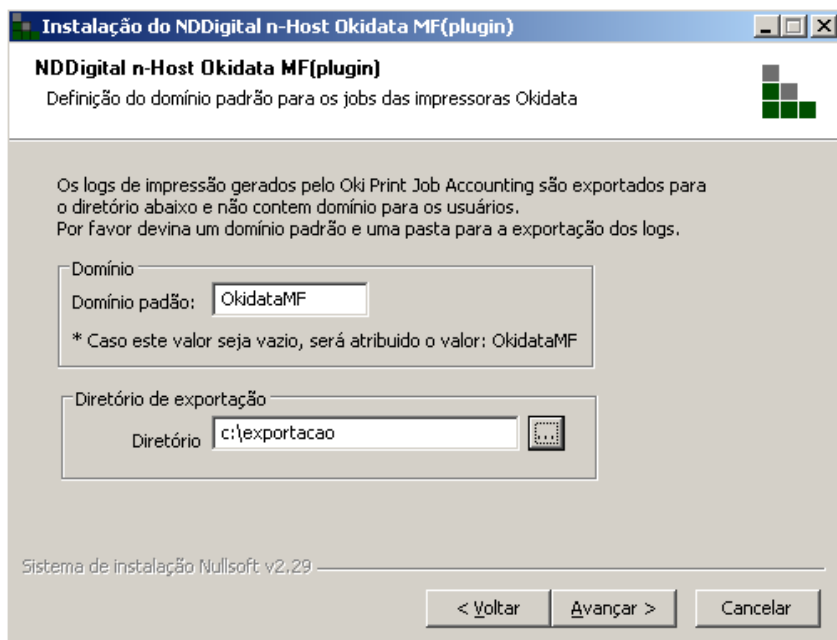 Instalação do NDDigital n-Host Okidata MF(plugin)
NDDigital n-Host Okidata MF(plugin)
Definição do domínio padrão para os jobs das impressoras Okidata
Os logs de impressão gerados pelo Oki Print Job Accounting são exportados para
o diretório abaixo e não contem domínio para os usuários.
Por favor devina um domínio padrão e uma pasta para a exportação dos logs.
Domínio
Domínio padão: OkidataMF
* Caso este valor seja vazio, será atribuido o valor: OkidataMF
Diretório de exportação
Diretório c:\exportacao ...
Sistema de instalação Nullsoft v2.29
< Voltar Avançar > Cancelar